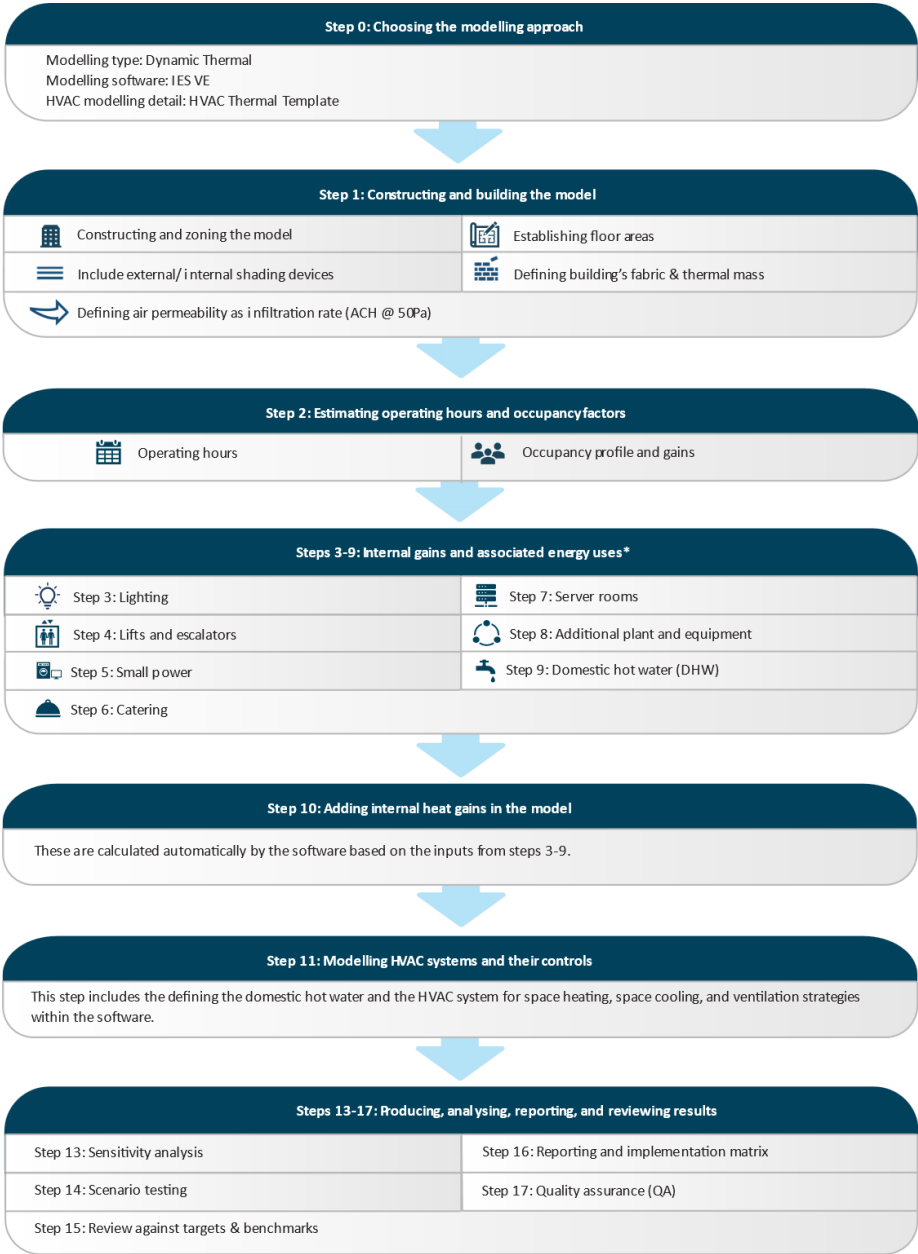 Step 0: Choosing the modelling approach
Modelling type: Dynamic Thermal
Modelling software: IES VE
HVAC modelling detail: HVAC Thermal Template
Step 1: Constructing and building the model
Constructing and zoning the model
Establishing floor areas
Include external/ internal shading devices
Defining building's fabric & thermal mass
Defining air permeability as infiltration rate (ACH @ 50Pa)
Step 2: Estimating operating hours and occupancy factors
Operating hours
Occupancy profile and gains
Steps 3-9: Internal gains and associated energy uses*
Step 3: Lighting
Step 7: Server rooms
Step 4: Lifts and escalators
Step 8: Additional plant and equipment
Step 5: Small power
Step 9: Domestic hot water (DHW)
Step 6: Catering
Step 10: Adding internal heat gains in the model
These are calculated automatically by the software based on the inputs from steps 3-9.
Step 11: Modelling HVAC systems and their controls
This step includes the defining the domestic hot water and the HVAC system for space heating, space cooling, and ventilation strategies
within the software.
Steps 13-17: Producing, analysing, reporting, and reviewing results
Step 13: Sensitivity analysis
Step 16: Reporting and implementation matrix
Step 14: Scenario testing
Step 17: Quality assurance (QA)
Step 15: Review against targets & benchmarks